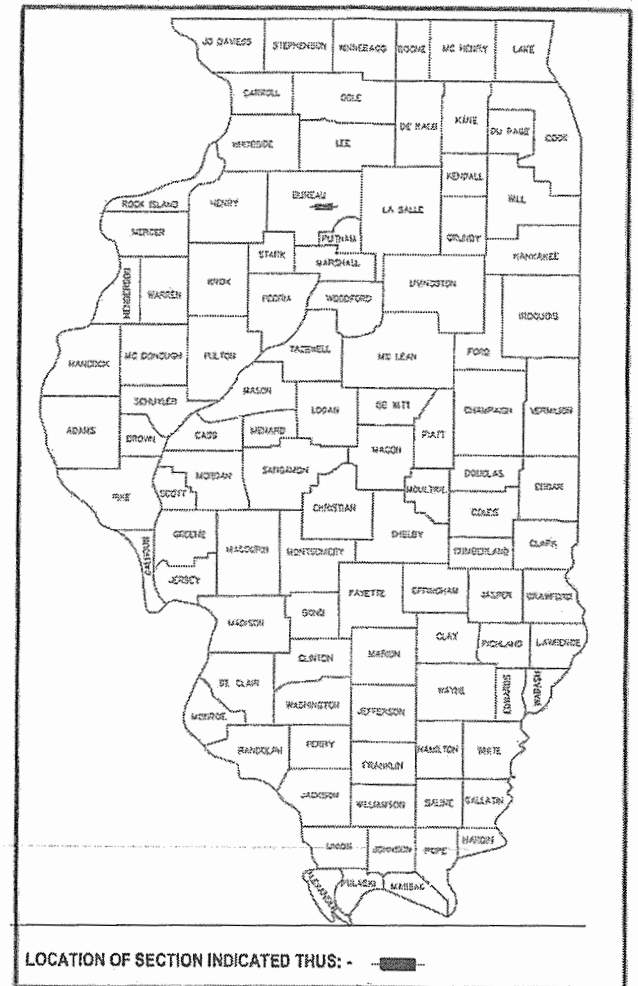 JO DAVIESS STEPHENSON WINNEBAGO BOONE MC HENRY LAKE
CARROLL OGLE DE KALB KANE DU PAGE COOK
WHITESIDE LEE
KENDALL
ROCK ISLAND HENRY BUREAU LA SALLE WILL
MERCER PUTNAM GRUNDY
STARK MARSHALL KANKAKEE
HENDERSON WARREN KNOX PEORIA WOODFORD LIVINGSTON IROQUOIS
HANCOCK MC DONOUGH FULTON TAZEWELL MC LEAN FORD
MASON
SCHUYLER LOGAN DE WITT CHAMPAIGN VERMILION
ADAMS BROWN CASS MENARD MACON PIATT
PIKE SCOTT MORGAN SANGAMON MOULTRIE DOUGLAS EDGAR
CHRISTIAN COLES
GREENE MACOUPIN MONTGOMERY SHELBY CUMBERLAND CLARK
CALHOUN JERSEY
MADISON BOND FAYETTE EFFINGHAM JASPER CRAWFORD
CLINTON MARION CLAY RICHLAND LAWRENCE
ST. CLAIR WASHINGTON WAYNE EDWARDS WABASH
MONROE JEFFERSON
RANDOLPH PERRY HAMILTON WHITE
FRANKLIN
JACKSON WILLIAMSON SALINE GALLATIN
UNION JOHNSON POPE HARDIN
ALEXANDER PULASKI MASSAC
LOCATION OF SECTION INDICATED THUS: -